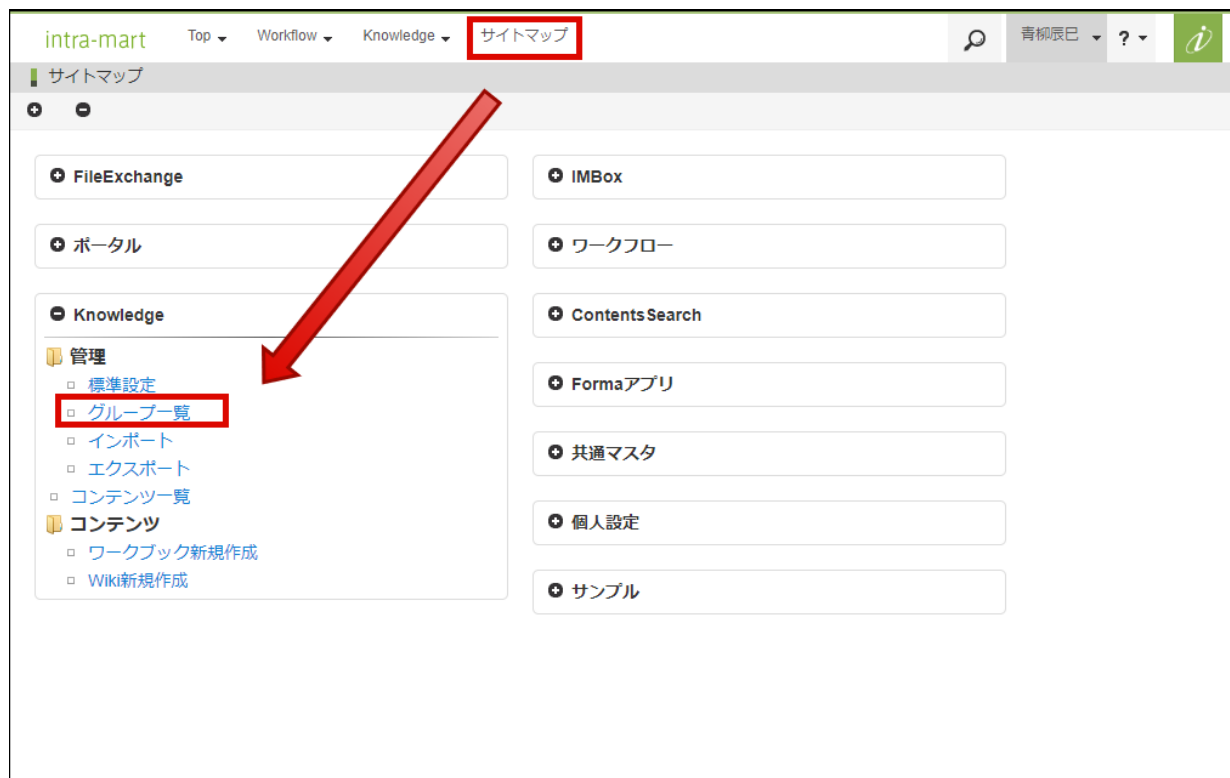 intra-mart Top Workflow Knowledge サイトマップ 青柳辰巳 ?
サイトマップ
FileExchange
ポータル
Knowledge
管理
標準設定
グループ一覧
インポート
エクスポート
コンテンツ一覧
コンテンツ
ワークブック新規作成
Wiki新規作成
IMBox
ワークフロー
ContentsSearch
Formaアプリ
共通マスタ
個人設定
サンプル